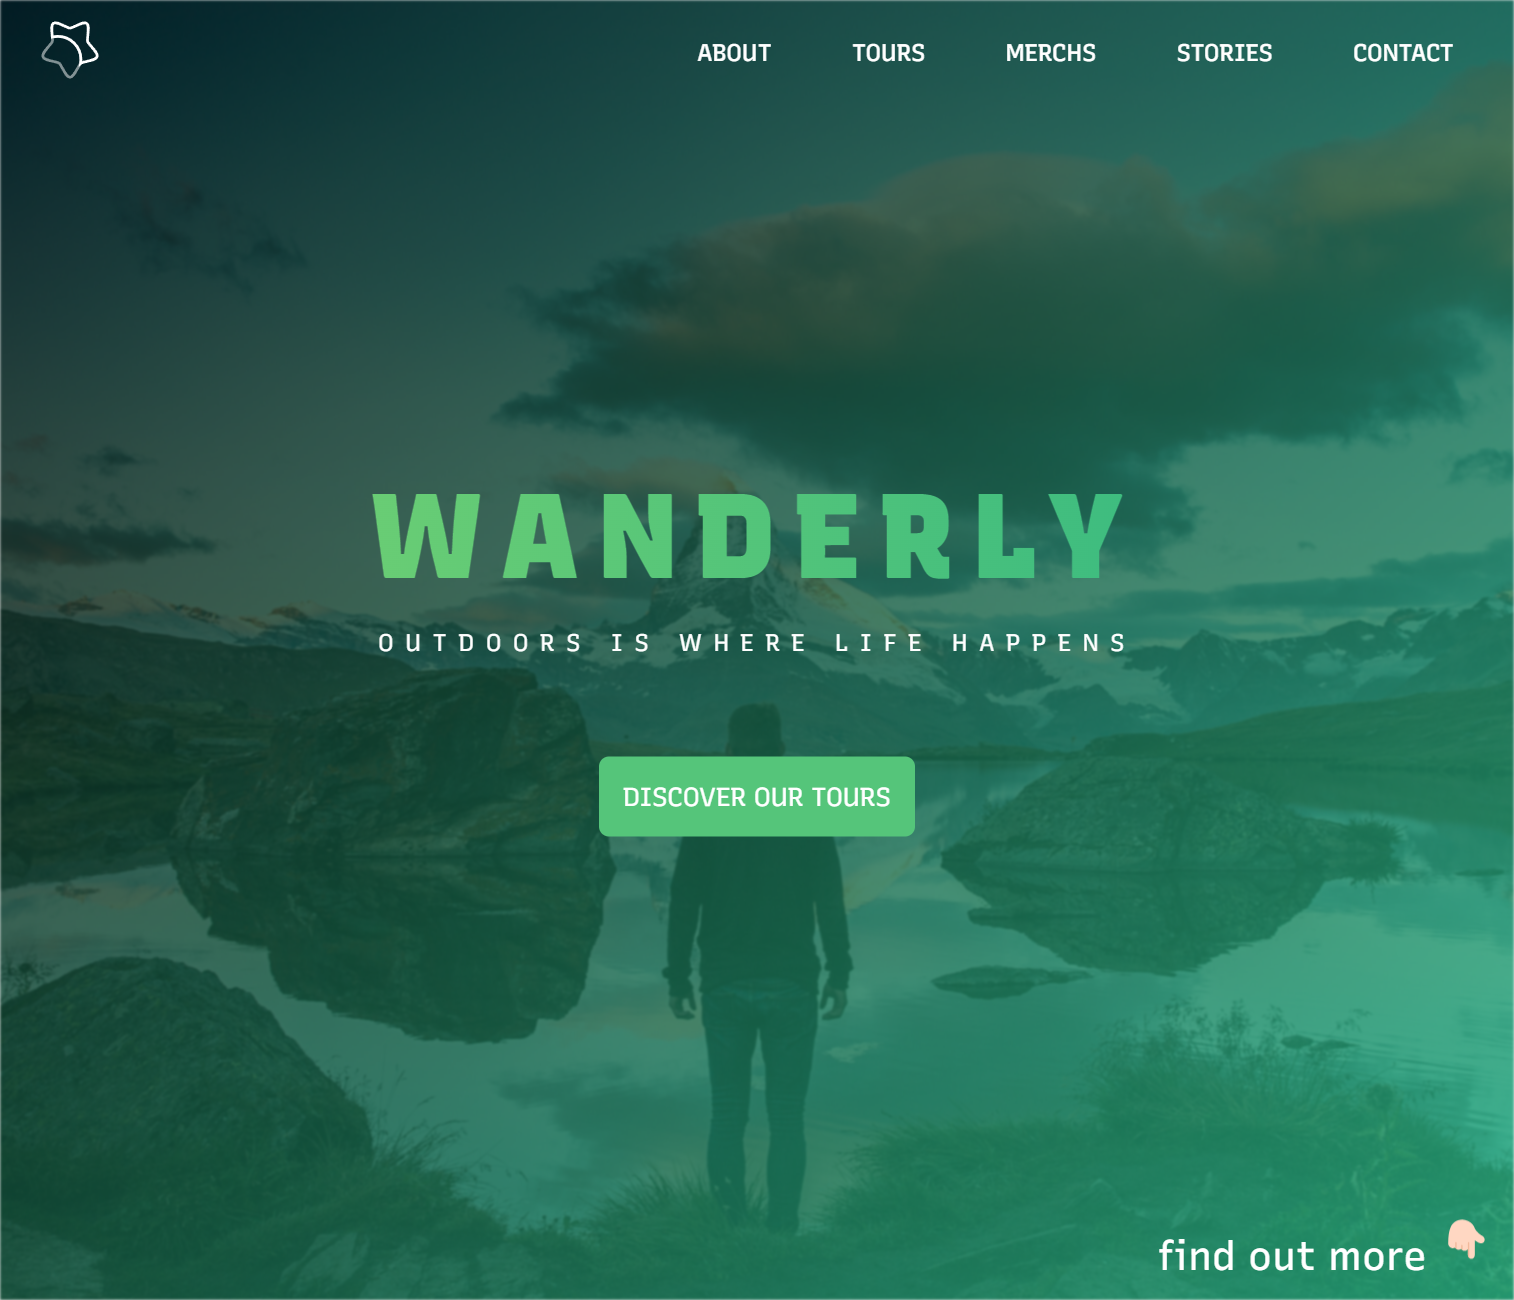 ABOUT TOURS MERCHS STORIES CONTACT
WANDERLY
OUTDOORS IS WHERE LIFE HAPPENS
DISCOVER OUR TOURS
find out more 👇🏻